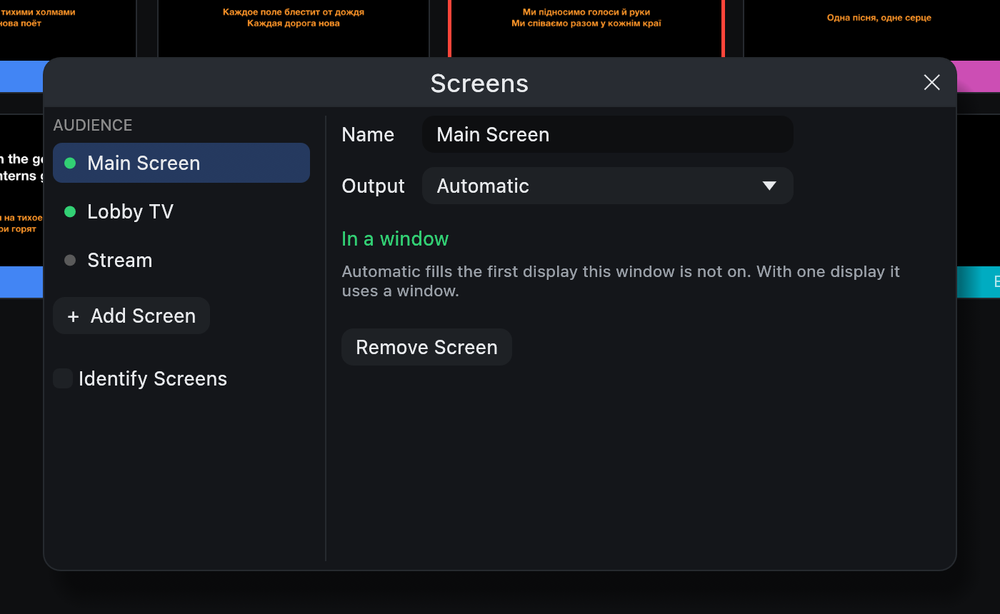 тихими холмами
нова поёт
Каждое поле блестит от дождя
Каждая дорога нова
Ми підносимо голоси й руки
Ми співаємо разом у кожнім краї
Одна пісня, одне серце
Screens
AUDIENCE
Main Screen
Lobby TV
Stream
+ Add Screen
Identify Screens
Name
Main Screen
Output
Automatic
In a window
Automatic fills the first display this window is not on. With one display it
uses a window.
Remove Screen
the
на тихое
горят